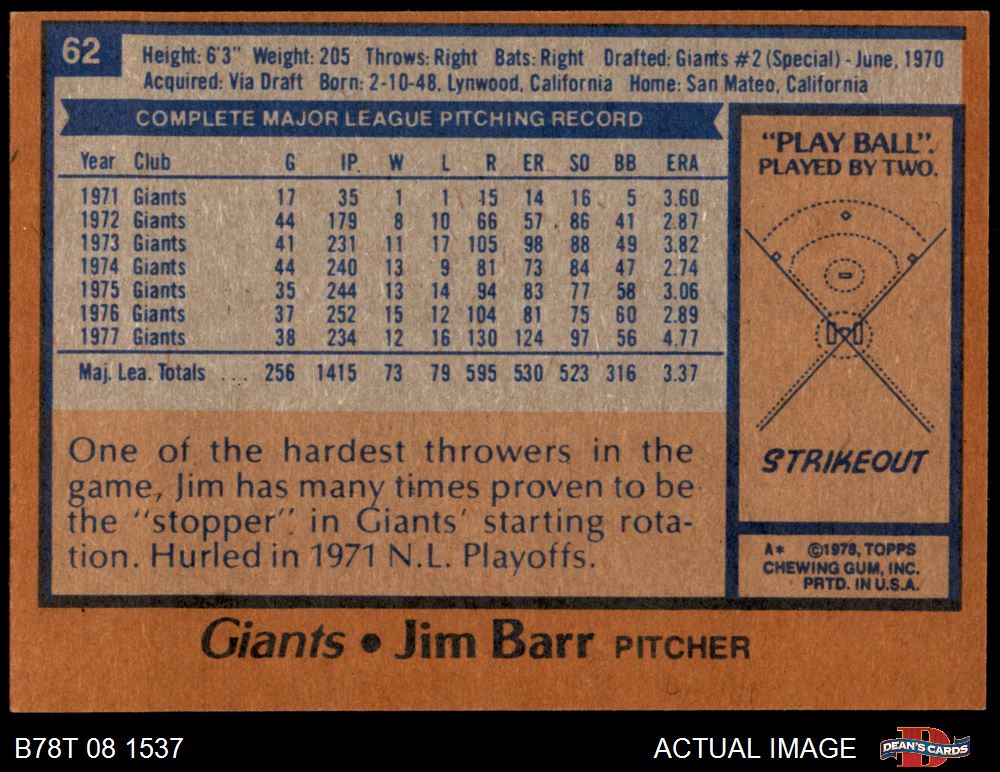 62
Height: 6'3" Weight: 205 Throws: Right Bats: Right Drafted: Giants #2 (Special) - June, 1970
Acquired: Via Draft Born: 2-10-48, Lynwood, California Home: San Mateo, California
COMPLETE MAJOR LEAGUE PITCHING RECORD
Year Club G IP. W L R ER. SO BB ERA
1971 Giants 17 35 1 1 15 14 16 5 3.60
1972 Giants 44 179 8 10 66 57 86 41 2.87
1973 Giants 41 231 11 17 105 98 88 49 3.82
1974 Giants 44 240 13 9 81 73 84 47 2.74
1975 Giants 35 244 13 14 94 83 77 58 3.06
1976 Giants 37 252 15 12 104 81 75 60 2.89
1977 Giants 38 234 12 16 130 124 97 56 4.77
Maj. Lea. Totals ... 256 1415 73 79 595 530 523 316 3.37
One of the hardest throwers in the
game, Jim has many times proven to be
the "stopper" in Giants' starting rota-
tion. Hurled in 1971 N.L. Playoffs.
"PLAY BALL".
PLAYED BY TWO.
STRIKEOUT
A* ©1978, TOPPS
CHEWING GUM, INC.
PRTD. IN U.S.A.
Giants • Jim Barr PITCHER
B78T 08 1537
ACTUAL IMAGE
DEAN'S CARDS